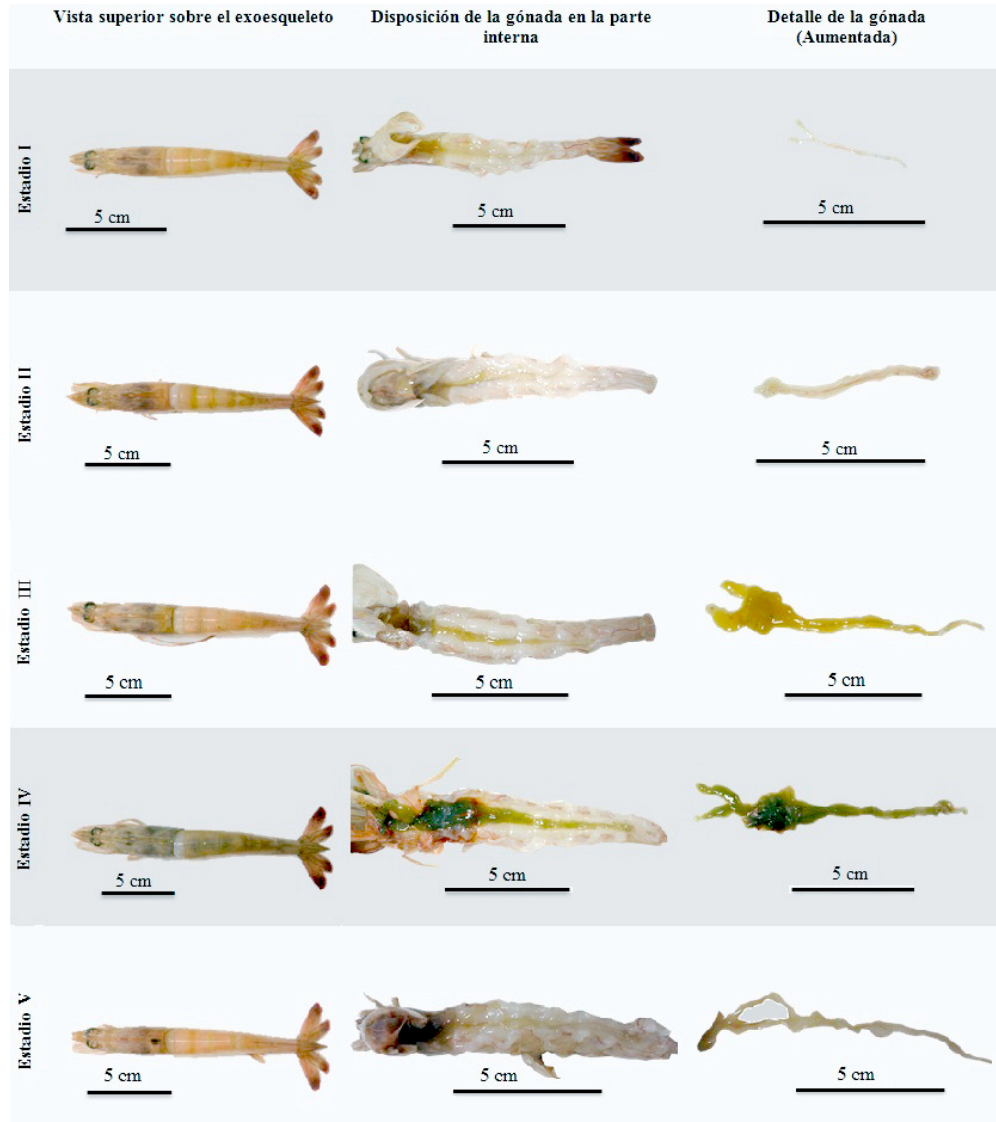 Vista superior sobre el exoesqueleto
Disposición de la gónada en la parte
interna
Detalle de la gónada
(Aumentada)
Estadio I
5 cm
5 cm
5 cm
Estadio II
5 cm
5 cm
5 cm
Estadio III
5 cm
5 cm
5 cm
Estadio IV
5 cm
5 cm
5 cm
Estadio V
5 cm
5 cm
5 cm